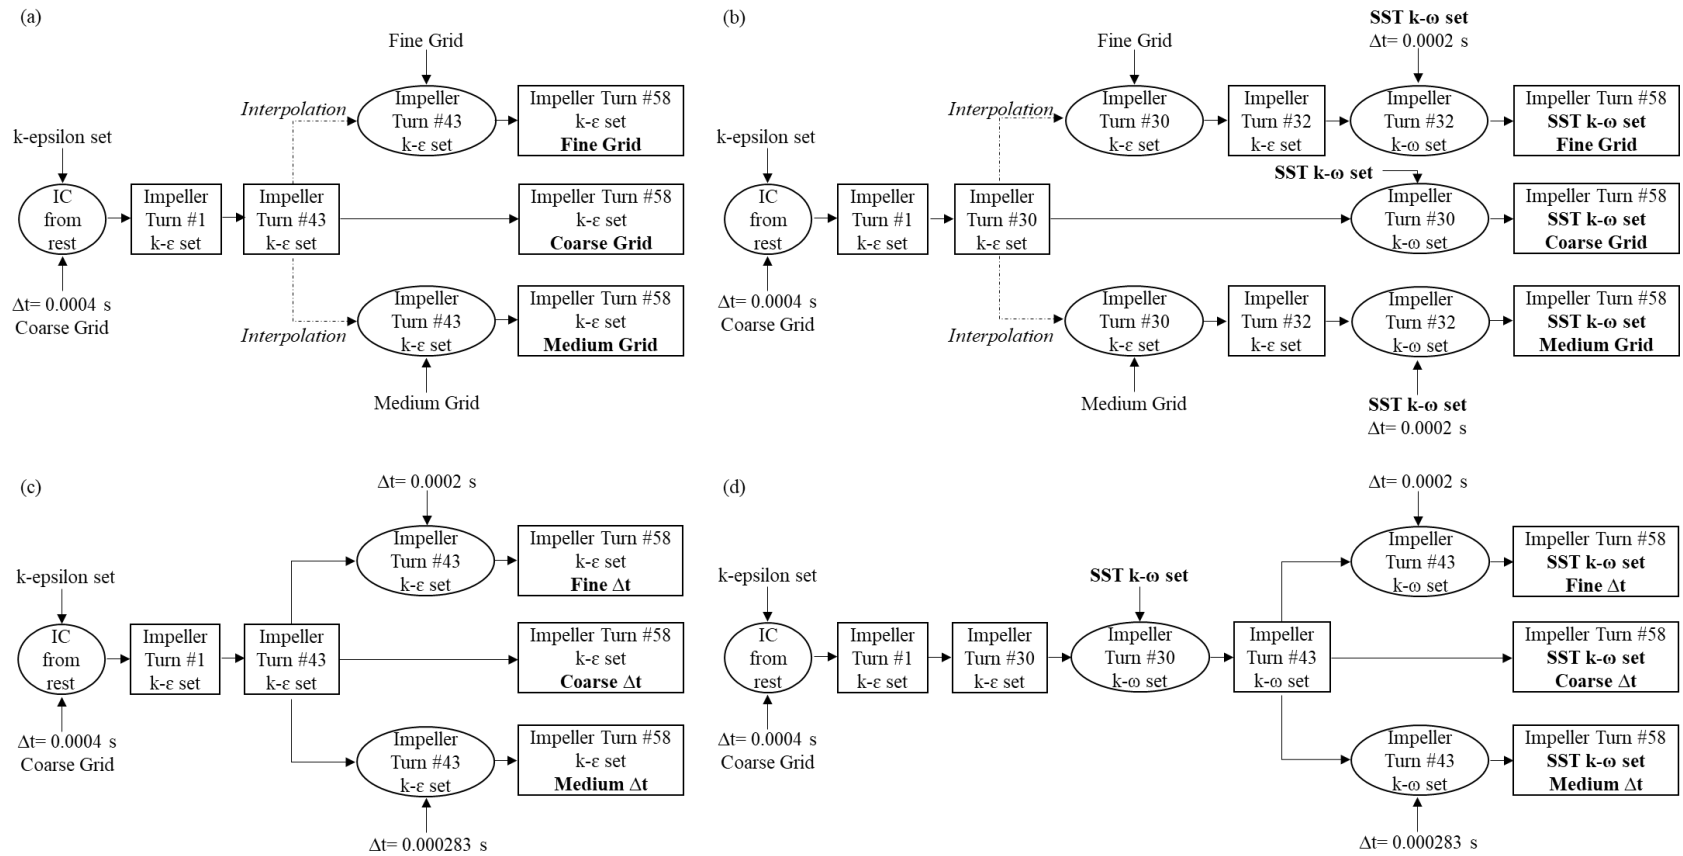 (a)
Fine Grid
Interpolation
Impeller
Turn #43
k-ε set
Impeller Turn #58
k-ε set
Fine Grid
k-epsilon set
IC
from
rest
Impeller
Turn #1
k-ε set
Impeller
Turn #43
k-ε set
Impeller Turn #58
k-ε set
Coarse Grid
Δt= 0.0004 s
Coarse Grid
Interpolation
Impeller
Turn #43
k-ε set
Impeller Turn #58
k-ε set
Medium Grid
Medium Grid
(b)
SST k-ω set
Δt= 0.0002 s
Fine Grid
Interpolation
Impeller
Turn #30
k-ε set
Impeller
Turn #32
k-ε set
Impeller
Turn #32
k-ω set
Impeller Turn #58
SST k-ω set
Fine Grid
k-epsilon set
SST k-ω set
IC
from
rest
Impeller
Turn #1
k-ε set
Impeller
Turn #30
k-ε set
Impeller
Turn #30
k-ω set
Impeller Turn #58
SST k-ω set
Coarse Grid
Δt= 0.0004 s
Coarse Grid
Interpolation
Impeller
Turn #30
k-ε set
Impeller
Turn #32
k-ε set
Impeller
Turn #32
k-ω set
Impeller Turn #58
SST k-ω set
Medium Grid
Medium Grid
SST k-ω set
Δt= 0.0002 s
(c)
Δt= 0.0002 s
Impeller
Turn #43
k-ε set
Impeller Turn #58
k-ε set
Fine Δt
k-epsilon set
IC
from
rest
Impeller
Turn #1
k-ε set
Impeller
Turn #43
k-ε set
Impeller Turn #58
k-ε set
Coarse Δt
Δt= 0.0004 s
Coarse Grid
Impeller
Turn #43
k-ε set
Impeller Turn #58
k-ε set
Medium Δt
Δt= 0.000283 s
(d)
Δt= 0.0002 s
Impeller
Turn #43
k-ω set
Impeller Turn #58
SST k-ω set
Fine Δt
k-epsilon set
SST k-ω set
IC
from
rest
Impeller
Turn #1
k-ε set
Impeller
Turn #30
k-ε set
Impeller
Turn #30
k-ω set
Impeller
Turn #43
k-ω set
Impeller Turn #58
SST k-ω set
Coarse Δt
Δt= 0.0004 s
Coarse Grid
Impeller
Turn #43
k-ω set
Impeller Turn #58
SST k-ω set
Medium Δt
Δt= 0.000283 s